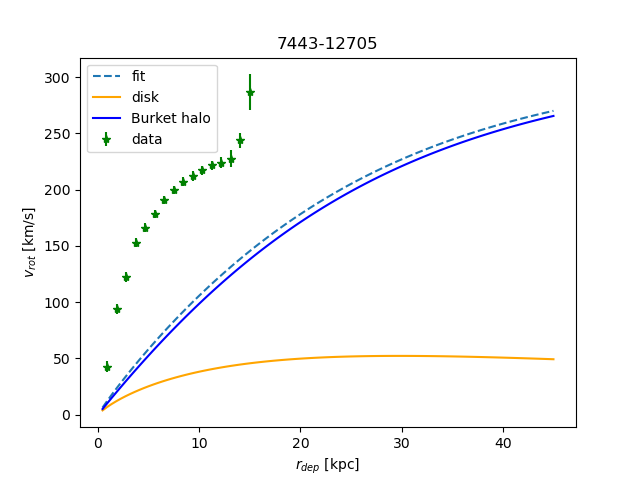 7443-12705
fit
disk
Burket halo
data
300
250
200
150
100
50
0
v_rot [km/s]
0 10 20 30 40
r_dep [kpc]